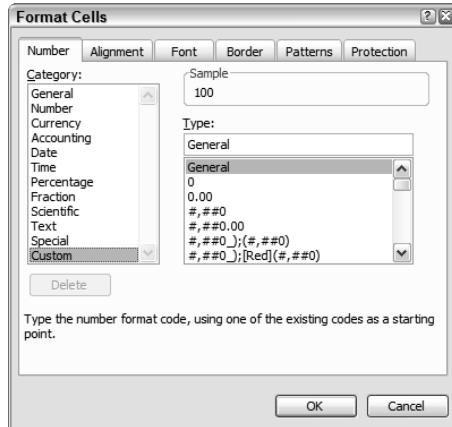 Format Cells
Number Alignment Font Border Patterns Protection
Category:
General
Number
Currency
Accounting
Date
Time
Percentage
Fraction
Scientific
Text
Special
Custom
Sample
100
Type:
General
General
0
0.00
#,##0
#,##0.00
#,##0_);(#,##0)
#,##0_);[Red](#,##0)
Delete
Type the number format code, using one of the existing codes as a starting
point.
OK Cancel